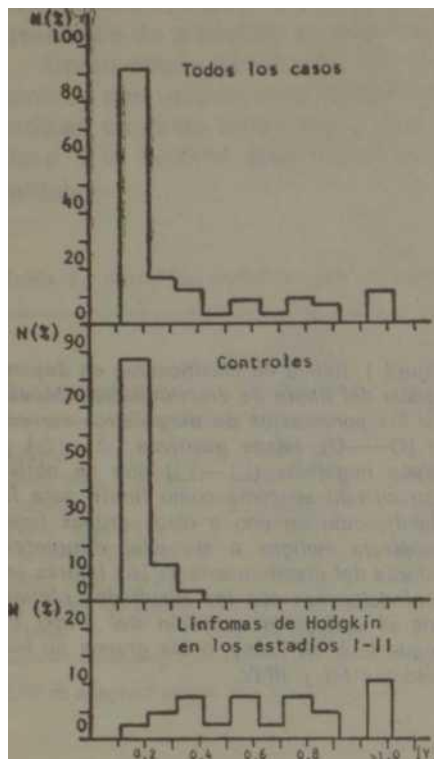 N(%)
100
Todos los casos
80
60
40
20
0
N(%)
90
Controles
70
50
30
10
0
N (%)
20
Linfomas de Hodgkin
en los estadios I-II
10
0
0.2 0.4 0.6 0.8 >1.0 |Y|